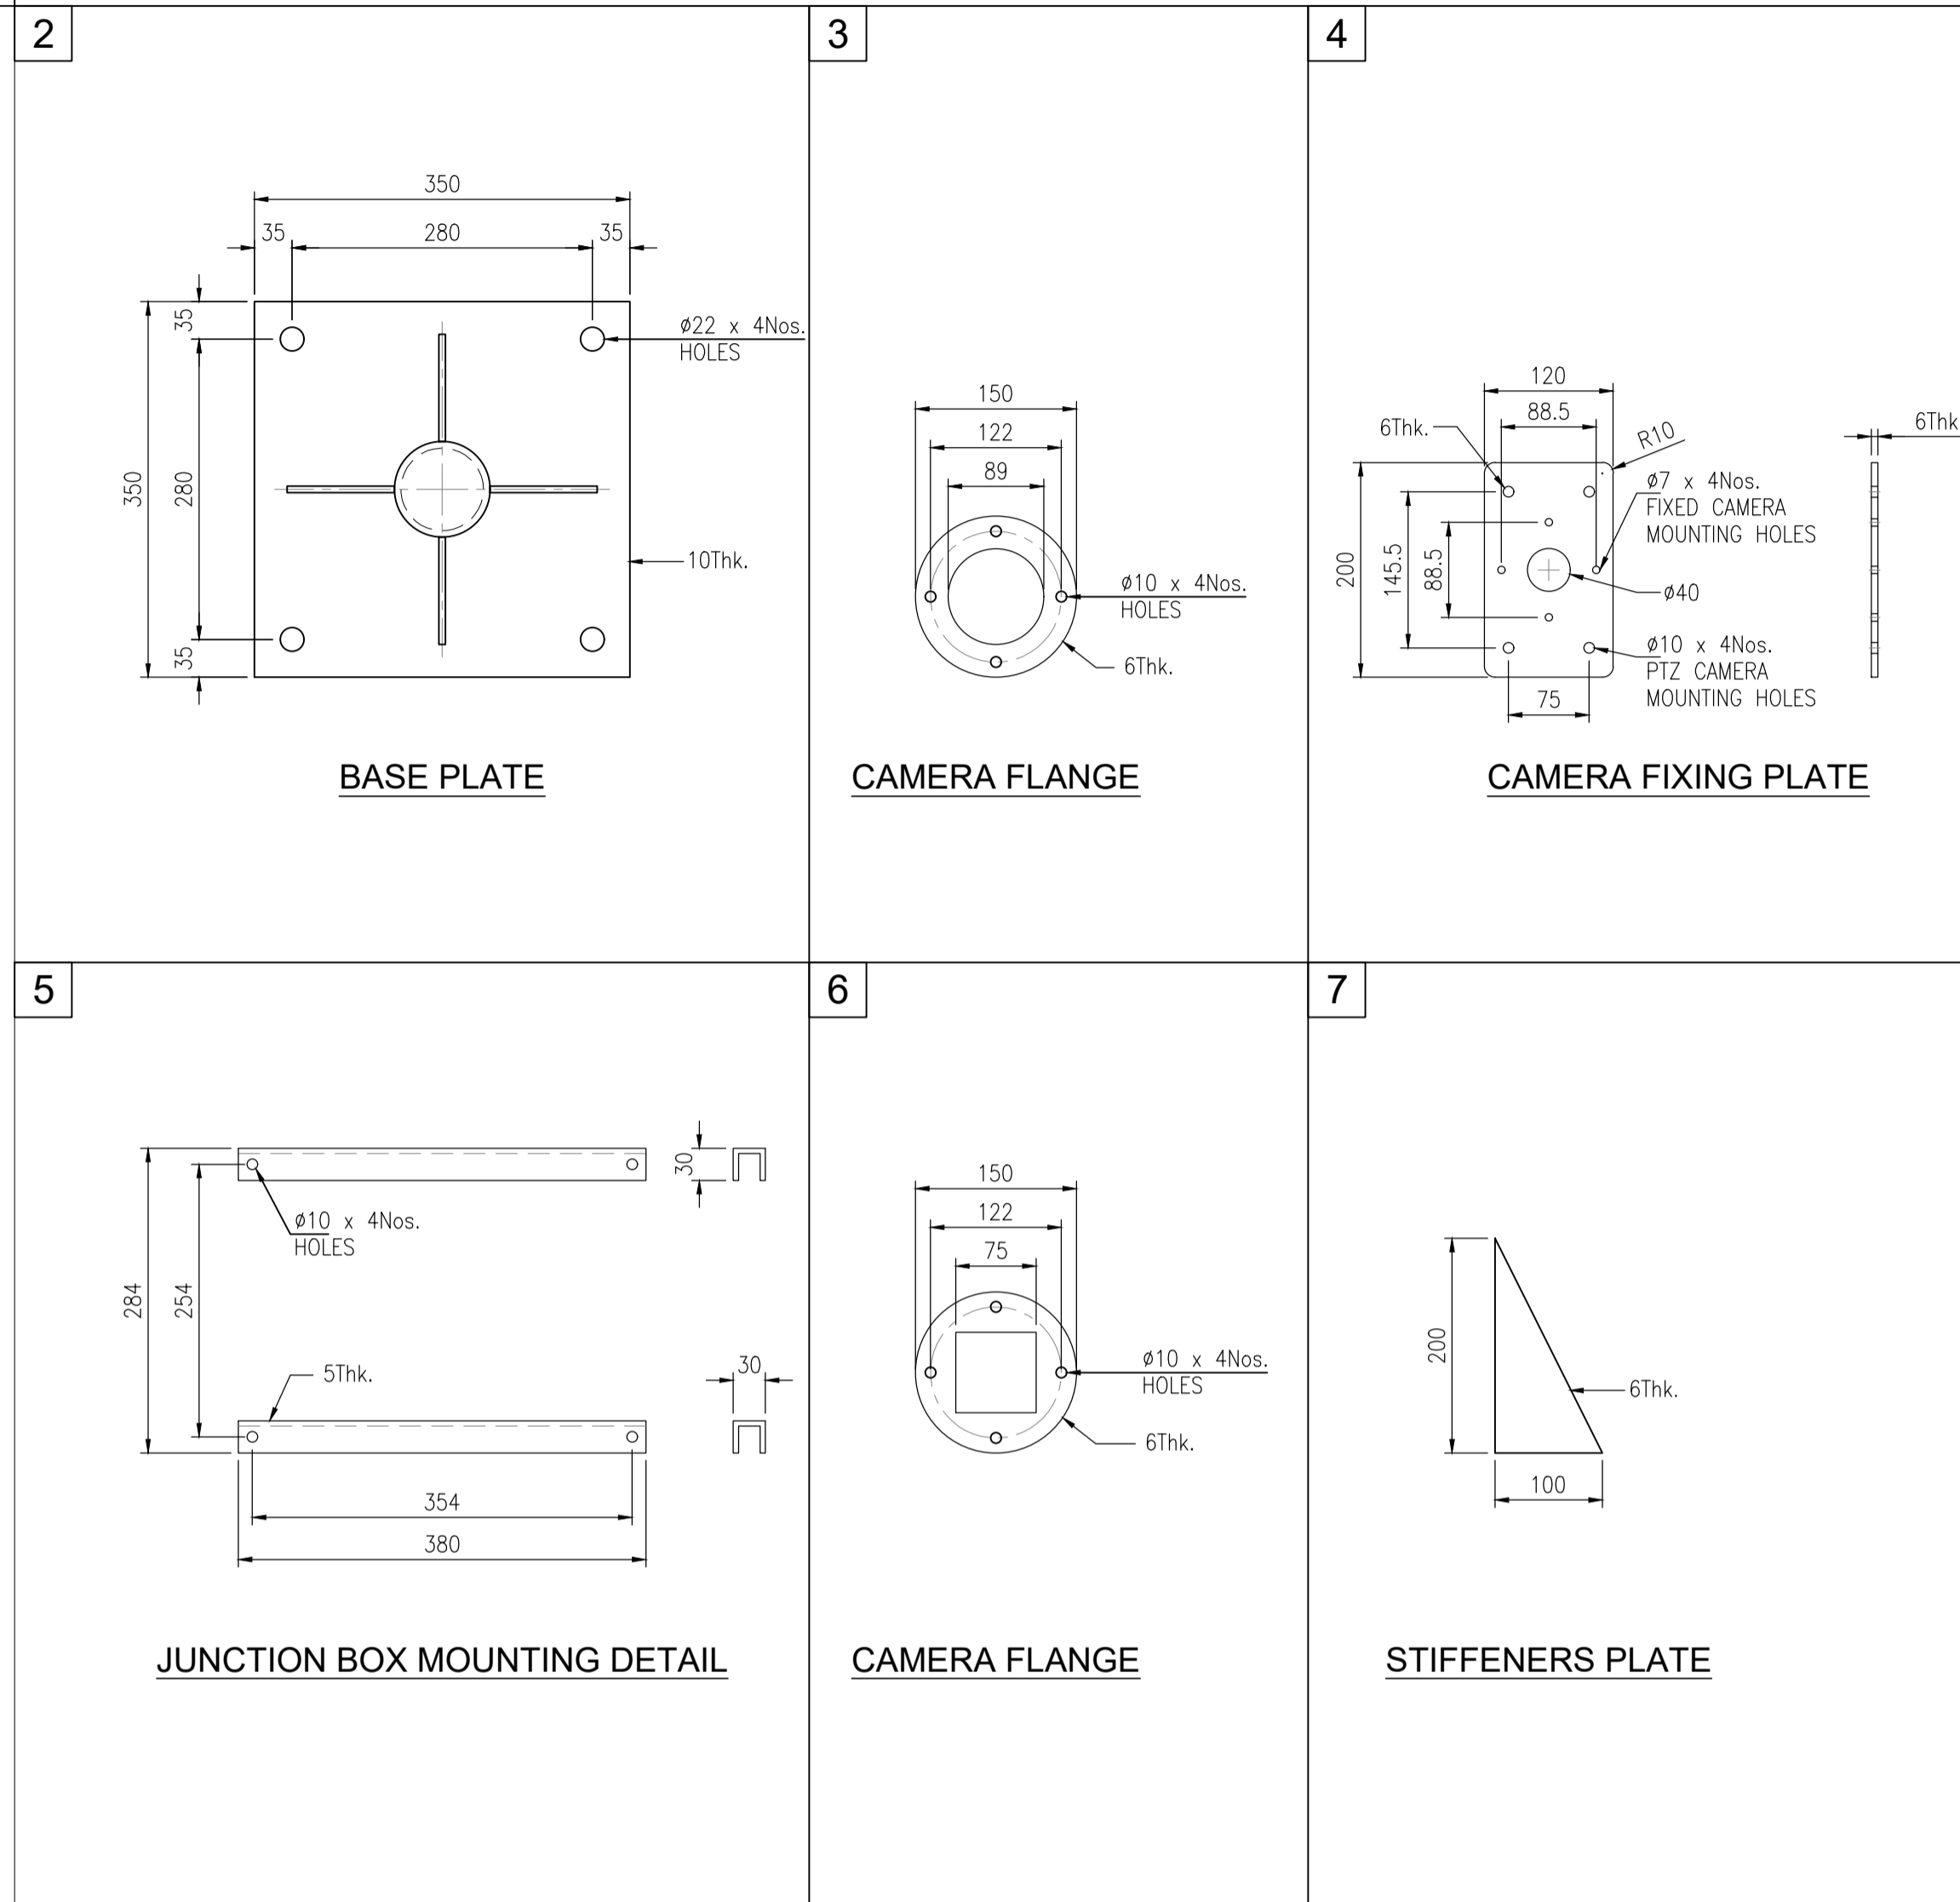 2
350
35
280
35
35
280
350
35
ø22 x 4Nos.
HOLES
10Thk.
BASE PLATE
3
150
122
89
ø10 x 4Nos.
HOLES
6Thk.
CAMERA FLANGE
4
120
88.5
6Thk.
R10
6Thk
ø7 x 4Nos.
FIXED CAMERA
MOUNTING HOLES
200
145.5
88.5
ø40
ø10 x 4Nos.
PTZ CAMERA
MOUNTING HOLES
75
CAMERA FIXING PLATE
5
30
ø10 x 4Nos.
HOLES
284
254
5Thk.
30
354
380
JUNCTION BOX MOUNTING DETAIL
6
150
122
75
ø10 x 4Nos.
HOLES
6Thk.
CAMERA FLANGE
7
200
6Thk.
100
STIFFENERS PLATE